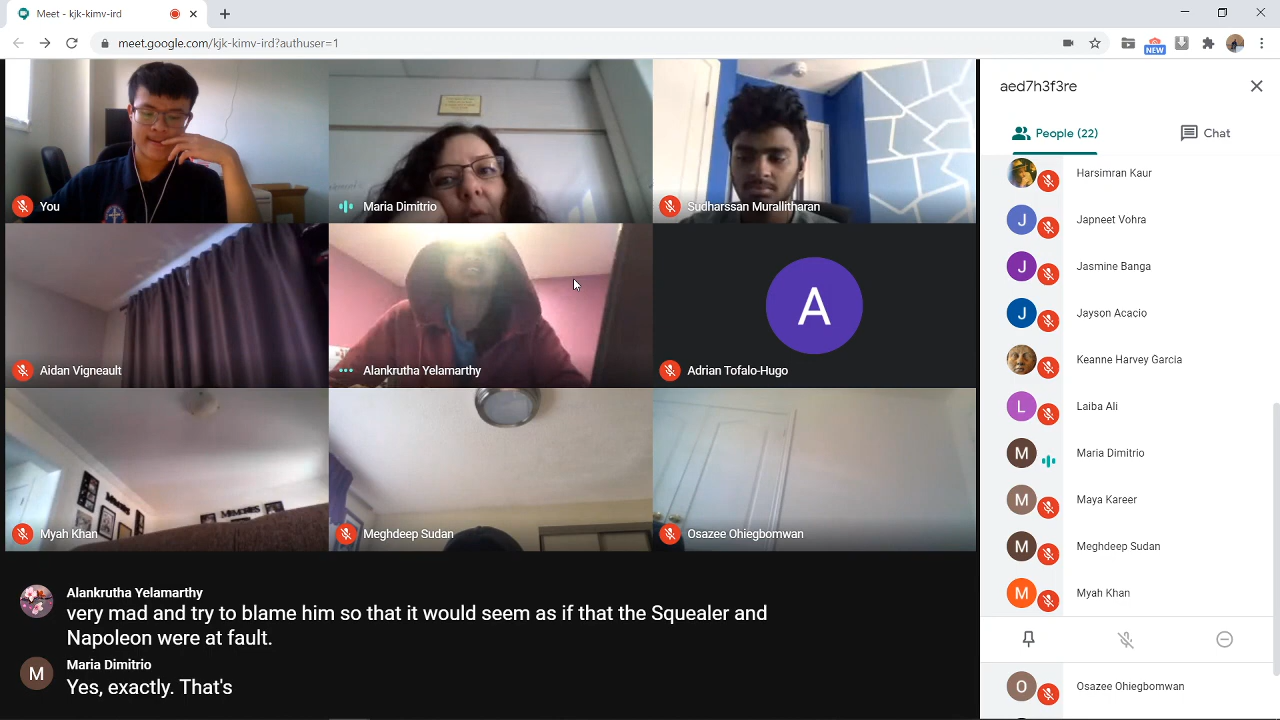 Meet - kjk-kimv-ird
meet.google.com/kjk-kimv-ird?authuser=1
NEW
You
Maria Dimitrio
Sudharssan Murallitharan
Aidan Vigneault
Alankrutha Yelamarthy
A
Adrian Tofalo-Hugo
Myah Khan
Meghdeep Sudan
Osazee Ohiegbomwan
Alankrutha Yelamarthy
very mad and try to blame him so that it would seem as if that the Squealer and
Napoleon were at fault.
M
Maria Dimitrio
Yes, exactly. That's
aed7h3f3re
People (22)
Chat
Harsimran Kaur
J
Japneet Vohra
J
Jasmine Banga
J
Jayson Acacio
Keanne Harvey Garcia
L
Laiba Ali
M
Maria Dimitrio
M
Maya Kareer
M
Meghdeep Sudan
M
Myah Khan
O
Osazee Ohiegbomwan